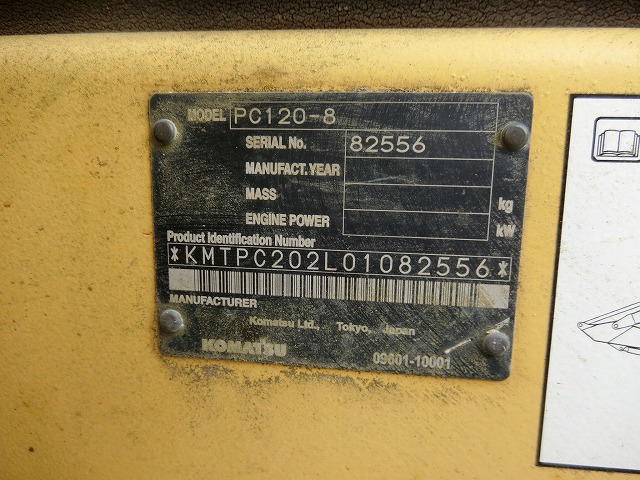 MODEL PC120-8
SERIAL No. 82556
MANUFACT.YEAR
MASS kg
ENGINE POWER kW
Product Identification Number
*KMTPC202L01082556*
MANUFACTURER
Komatsu Ltd., Tokyo, Japan
KOMATSU 09601-10001